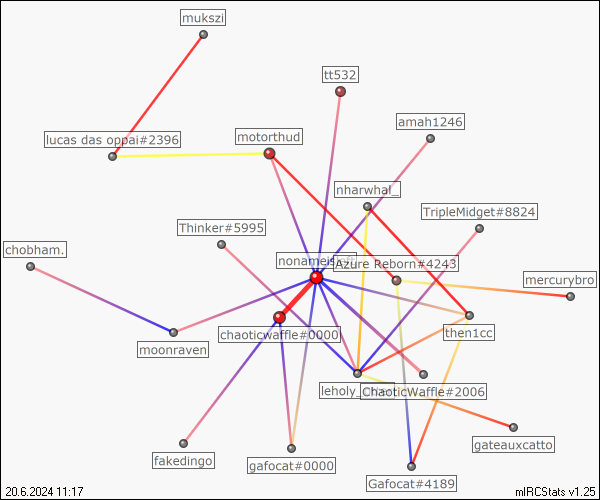 mukszi
tt532
amah1246
lucas das oppai#2396
motorthud
nharwhal_
TripleMidget#8824
Thinker#5995
chobham.
Azure Reborn#4243
mercurybro
chaoticwaffle#0000
then1cc
moonraven
ChaoticWaffle#2006
gateauxcatto
fakedingo
gafocat#0000
Gafocat#4189
20.6.2024 11:17
mIRCStats v1.25